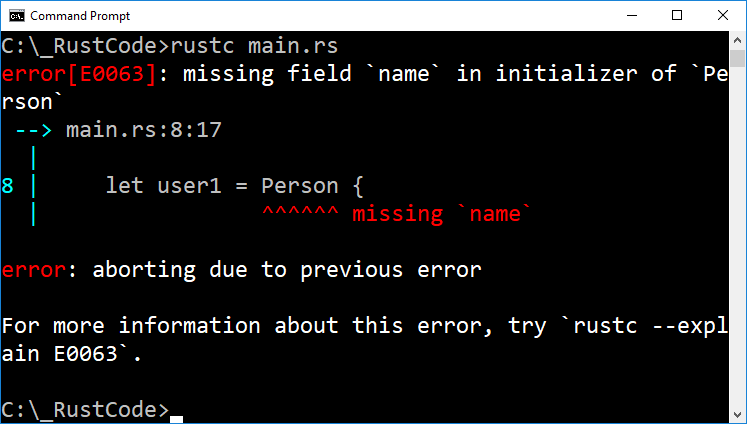 Command Prompt
C:\_RustCode>rustc main.rs
error[E0063]: missing field `name` in initializer of `Pe
rson`
 --> main.rs:8:17
  |
8 |     let user1 = Person {
  |                 ^^^^^^ missing `name`
error: aborting due to previous error
For more information about this error, try `rustc --expl
ain E0063`.
C:\_RustCode>